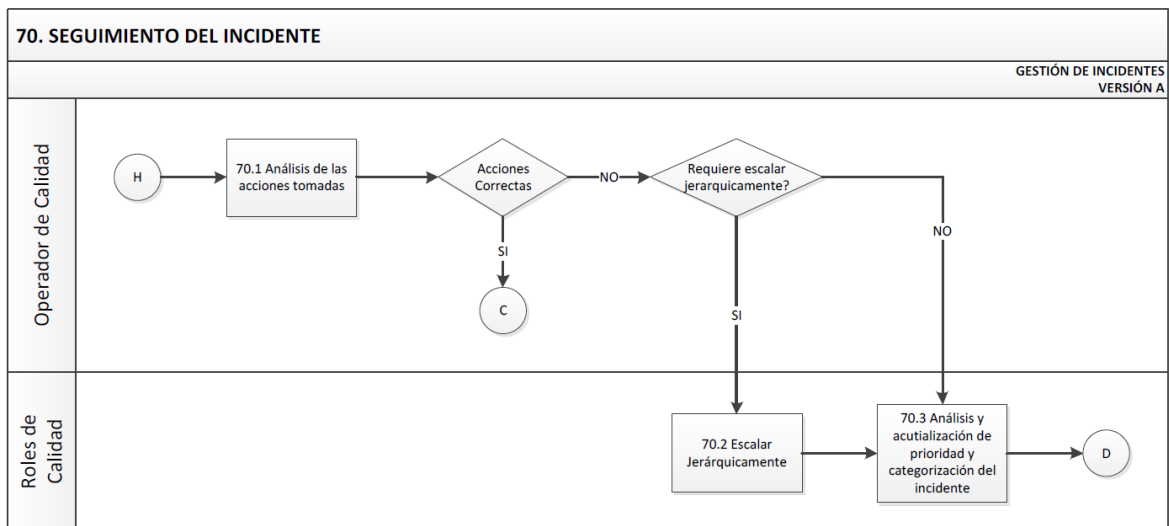 70. SEGUIMIENTO DEL INCIDENTE
GESTIÓN DE INCIDENTES
VERSIÓN A
Operador de Calidad
H
70.1 Análisis de las
acciones tomadas
Acciones
Correctas
NO
Requiere escalar
jerarquicamente?
NO
SI
C
SI
Roles de
Calidad
70.2 Escalar
Jerárquicamente
70.3 Análisis y
acutialización de
prioridad y
categorización del
incidente
D